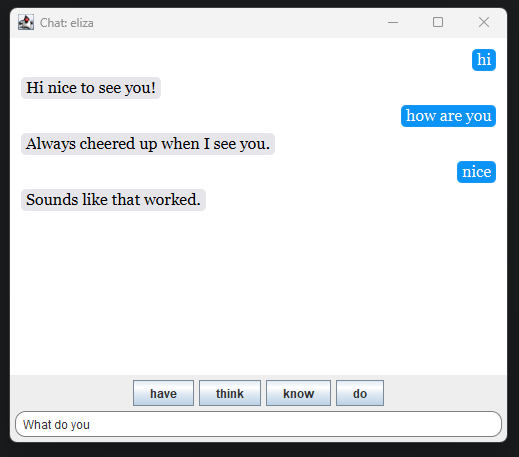 Chat: eliza
hi
Hi nice to see you!
how are you
Always cheered up when I see you.
nice
Sounds like that worked.
have think know do
What do you